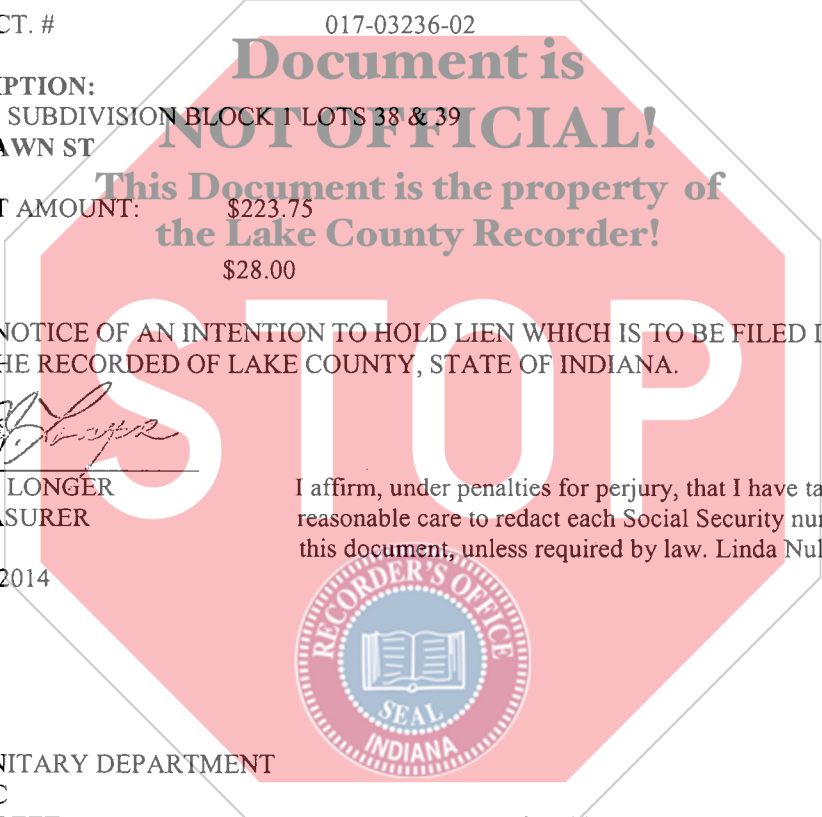 CT. # 017-03236-02
Document is
IPTION:
SUBDIVISION BLOCK 1 LOTS 38 & 39
NOT OFFICIAL!
AWN ST
This Document is the property of
T AMOUNT: $223.75
the Lake County Recorder!
$28.00
STOP
NOTICE OF AN INTENTION TO HOLD LIEN WHICH IS TO BE FILED I
HE RECORDED OF LAKE COUNTY, STATE OF INDIANA.
LONGER
I affirm, under penalties for perjury, that I have ta
ASURER
reasonable care to redact each Social Security nu
this document, unless required by law. Linda Nul
2014
RECORDER'S OFFICE
SEAL
INDIANA
NITARY DEPARTMENT
C